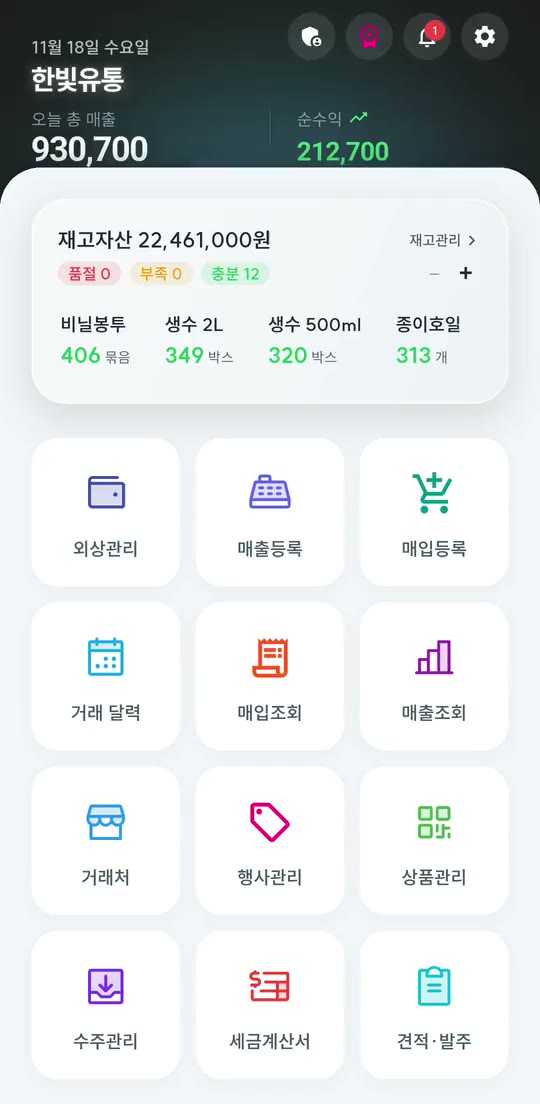 11월 18일 수요일
1
한빛유통
오늘 총 매출
순수익
930,700
212,700
재고자산 22,461,000원
재고관리 >
품절 0 부족 0 충분 12
− +
비닐봉투 생수 2L 생수 500ml 종이호일
406 묶음 349 박스 320 박스 313 개
외상관리 매출등록 매입등록
거래 달력 매입조회 매출조회
거래처 행사관리 상품관리
수주관리 세금계산서 견적·발주